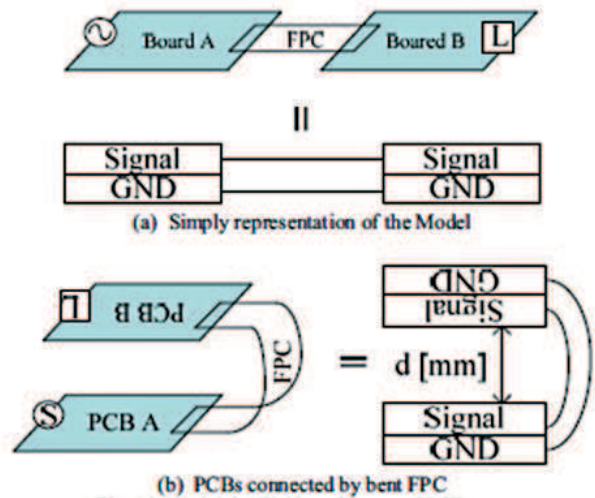 Board A
FPC
Boared B
L
Signal
Signal
GND
GND
(a) Simply representation of the Model
L
PCB B
FPC
S
PCB A
GND
Signal
d [mm]
Signal
GND
(b) PCBs connected by bent FPC